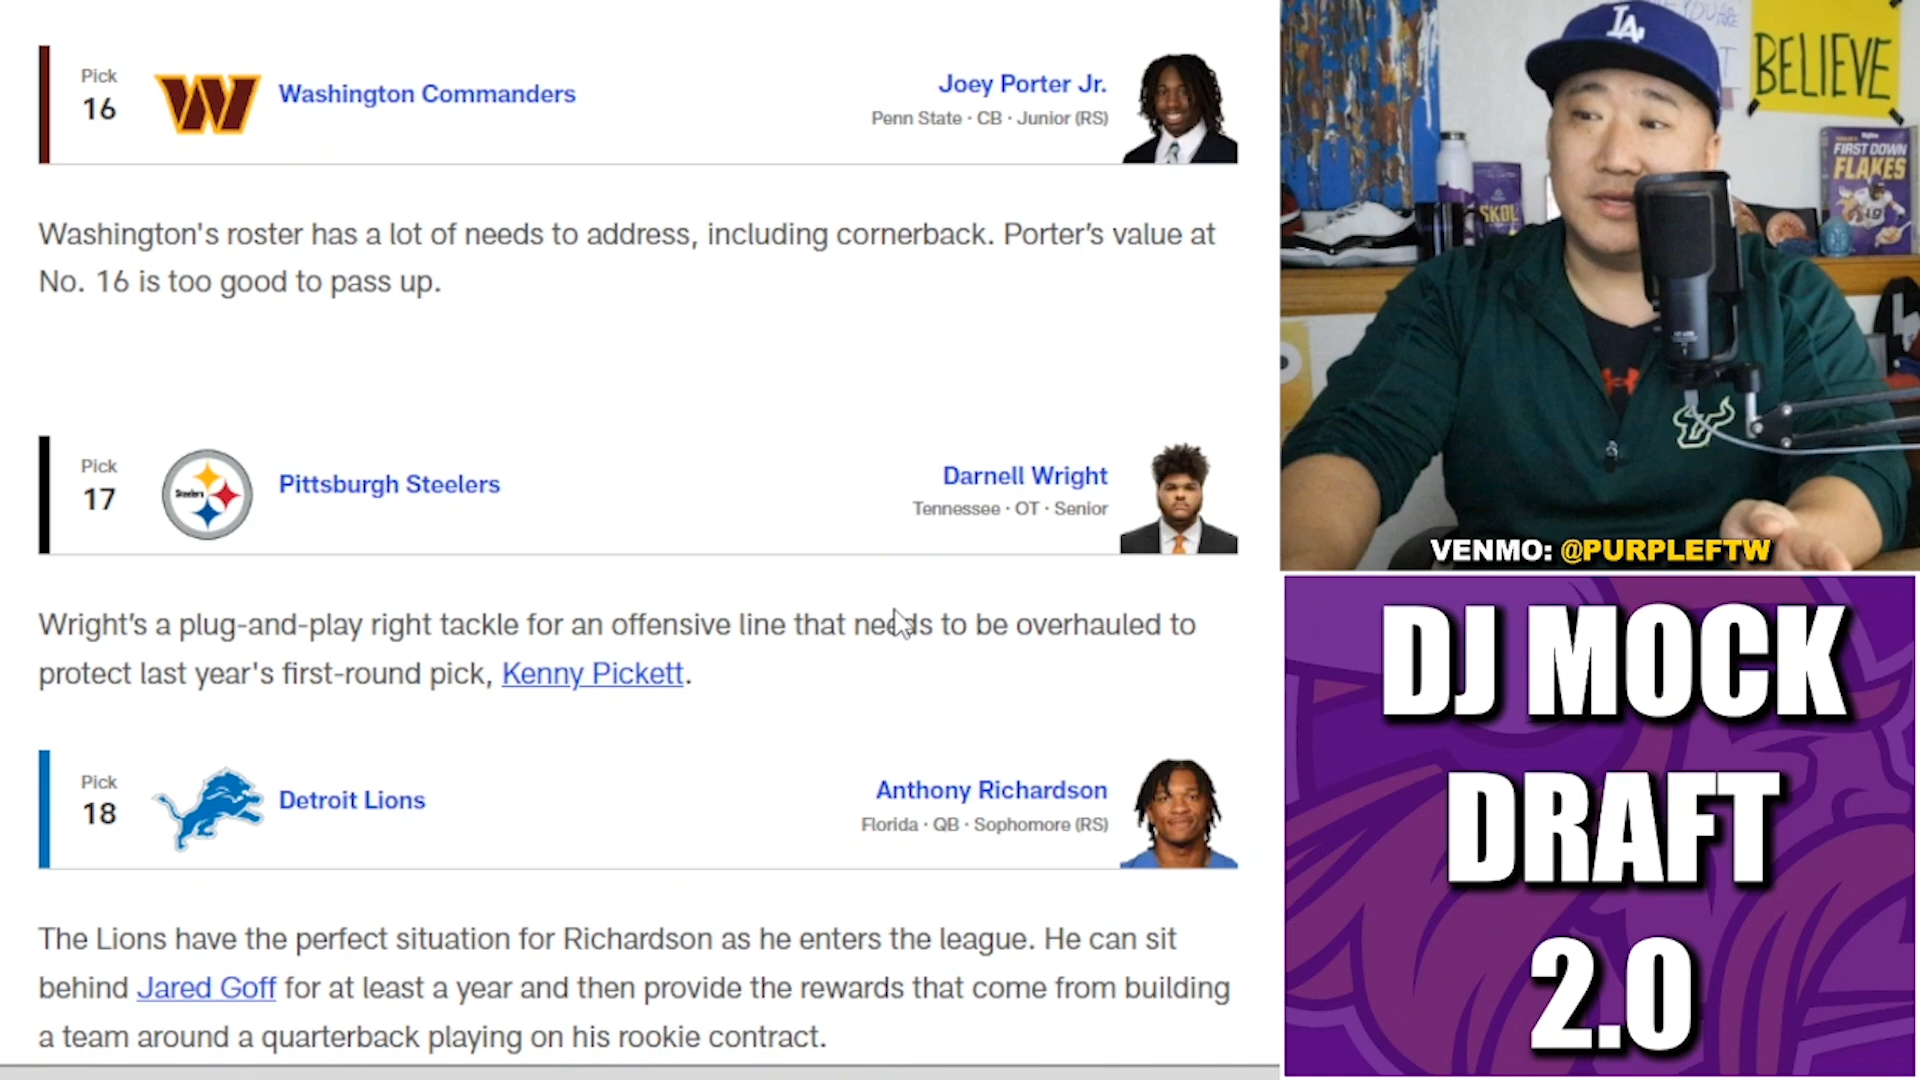 Pick
16
Washington Commanders
Joey Porter Jr.
Penn State · CB · Junior (RS)
Washington's roster has a lot of needs to address, including cornerback. Porter’s value at
No. 16 is too good to pass up.
Pick
17
Steelers
Pittsburgh Steelers
Darnell Wright
Tennessee · OT · Senior
Wright’s a plug-and-play right tackle for an offensive line that needs to be overhauled to
protect last year's first-round pick, Kenny Pickett.
Pick
18
Detroit Lions
Anthony Richardson
Florida · QB · Sophomore (RS)
The Lions have the perfect situation for Richardson as he enters the league. He can sit
behind Jared Goff for at least a year and then provide the rewards that come from building
a team around a quarterback playing on his rookie contract.
LA
BELIEVE
FIRST DOWN
FLAKES
SKOL
VENMO: @PURPLEFTW
DJ MOCK
DRAFT
2.0